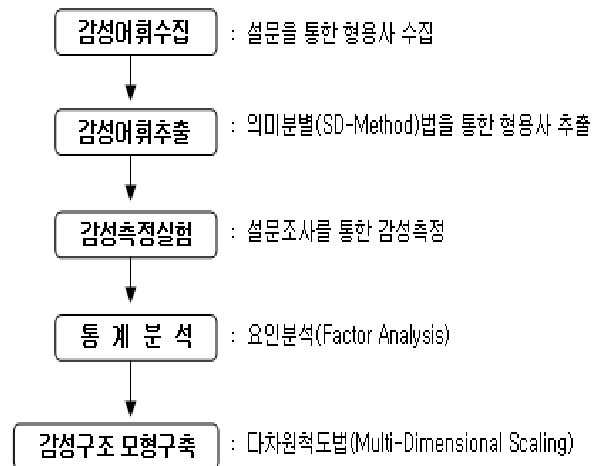 감성어휘수집 : 설문을 통한 형용사 수집
감성어휘추출 : 의미분별(SD-Method)법을 통한 형용사 추출
감성측정실험 : 설문조사를 통한 감성측정
통 계 분 석 : 요인분석(Factor Analysis)
감성구조 모형구축 : 다차원척도법(Multi-Dimensional Scaling)